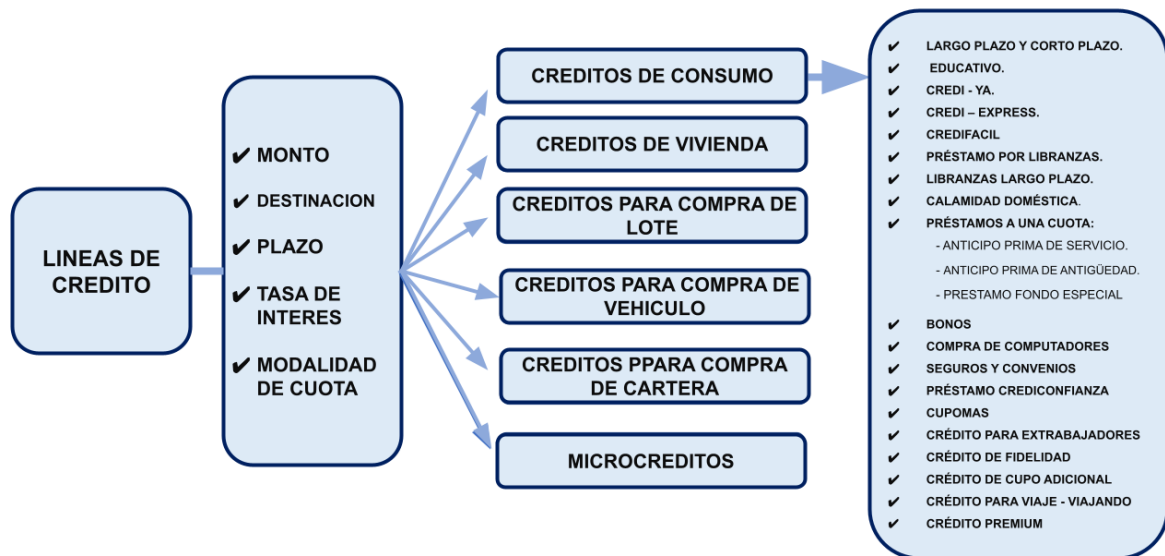 LINEAS DE
CREDITO
✔ MONTO
✔ DESTINACION
✔ PLAZO
✔ TASA DE
INTERES
✔ MODALIDAD
DE CUOTA
CREDITOS DE CONSUMO
CREDITOS DE VIVIENDA
CREDITOS PARA COMPRA DE
LOTE
CREDITOS PARA COMPRA DE
VEHICULO
CREDITOS PPARA COMPRA
DE CARTERA
MICROCREDITOS
✔ LARGO PLAZO Y CORTO PLAZO.
✔ EDUCATIVO.
✔ CREDI - YA.
✔ CREDI – EXPRESS.
✔ CREDIFACIL
✔ PRÉSTAMO POR LIBRANZAS.
✔ LIBRANZAS LARGO PLAZO.
✔ CALAMIDAD DOMÉSTICA.
✔ PRÉSTAMOS A UNA CUOTA:
- ANTICIPO PRIMA DE SERVICIO.
- ANTICIPO PRIMA DE ANTIGÜEDAD.
- PRESTAMO FONDO ESPECIAL
✔ BONOS
✔ COMPRA DE COMPUTADORES
✔ SEGUROS Y CONVENIOS
✔ PRÉSTAMO CREDICONFIANZA
✔ CUPOMAS
✔ CRÉDITO PARA EXTRABAJADORES
✔ CRÉDITO DE FIDELIDAD
✔ CRÉDITO DE CUPO ADICIONAL
✔ CRÉDITO PARA VIAJE - VIAJANDO
✔ CRÉDITO PREMIUM